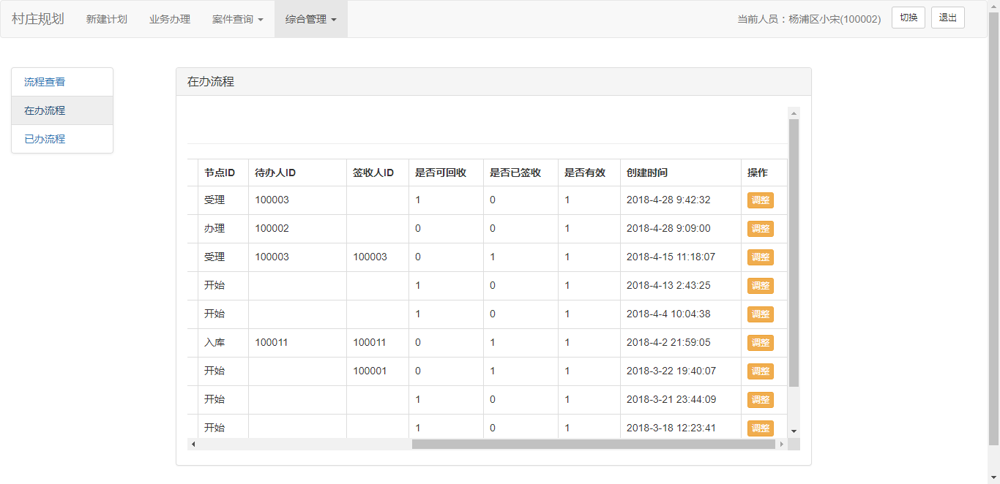 村庄规划 新建计划 业务办理 案件查询 综合管理 当前人员：杨浦区小宋(100002) 切换 退出
流程查看
在办流程
已办流程
在办流程
节点ID 待办人ID 签收人ID 是否可回收 是否已签收 是否有效 创建时间 操作
受理 100003 1 0 1 2018-4-28 9:42:32 调整
办理 100002 0 0 1 2018-4-28 9:09:00 调整
受理 100003 100003 0 1 1 2018-4-15 11:18:07 调整
开始 1 0 1 2018-4-13 2:43:25 调整
开始 1 0 1 2018-4-4 10:04:38 调整
入库 100011 100011 0 1 1 2018-4-2 21:59:05 调整
开始 100001 0 1 1 2018-3-22 19:40:07 调整
开始 1 0 1 2018-3-21 23:44:09 调整
开始 1 0 1 2018-3-18 12:23:41 调整